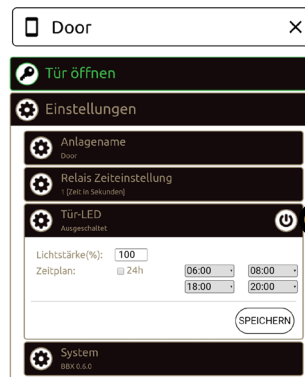 Door
Tür öffnen
Einstellungen
Anlagename
Door
Relais Zeiteinstellung
1 [Zeit in Sekunden]
Tür-LED
Ausgeschaltet
Lichtstärke(%): 100
Zeitplan: 24h 06:00 08:00
18:00 20:00
SPEICHERN
System
BBX 0.6.0